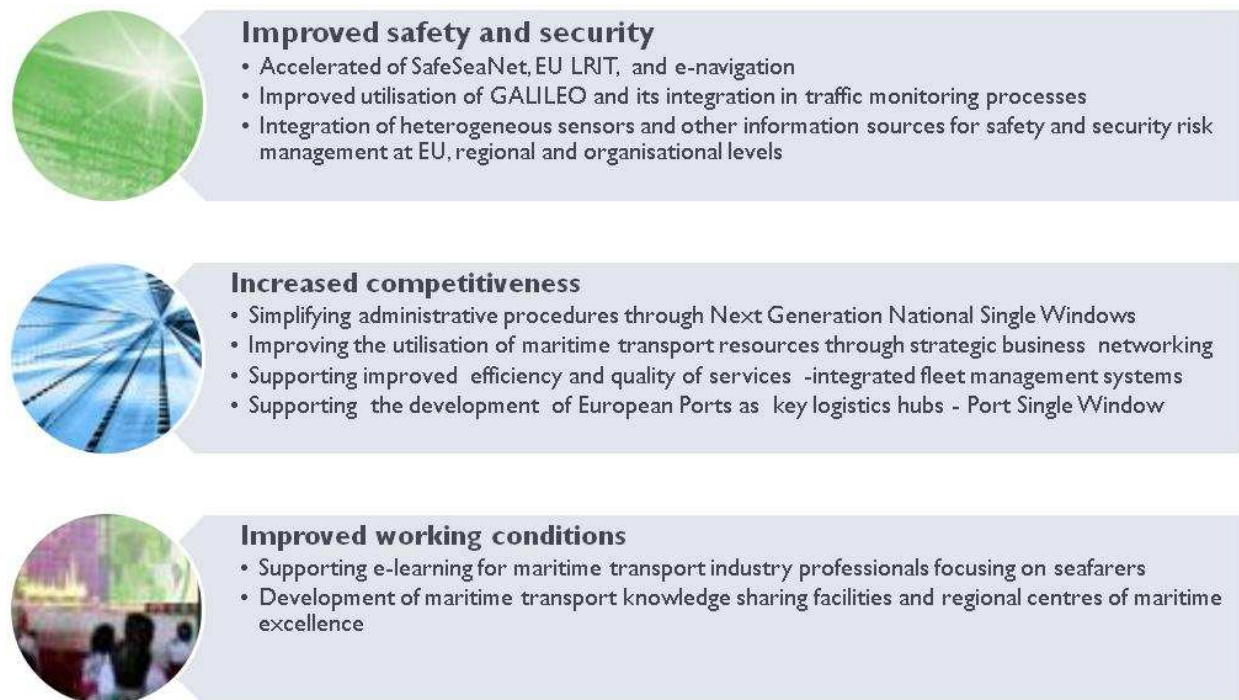 Improved safety and security
• Accelerated of SafeSeaNet, EU LRIT, and e-navigation
• Improved utilisation of GALILEO and its integration in traffic monitoring processes
• Integration of heterogeneous sensors and other information sources for safety and security risk
management at EU, regional and organisational levels
Increased competitiveness
• Simplifying administrative procedures through Next Generation National Single Windows
• Improving the utilisation of maritime transport resources through strategic business networking
• Supporting improved efficiency and quality of services -integrated fleet management systems
• Supporting the development of European Ports as key logistics hubs - Port Single Window
Improved working conditions
• Supporting e-learning for maritime transport industry professionals focusing on seafarers
• Development of maritime transport knowledge sharing facilities and regional centres of maritime
excellence